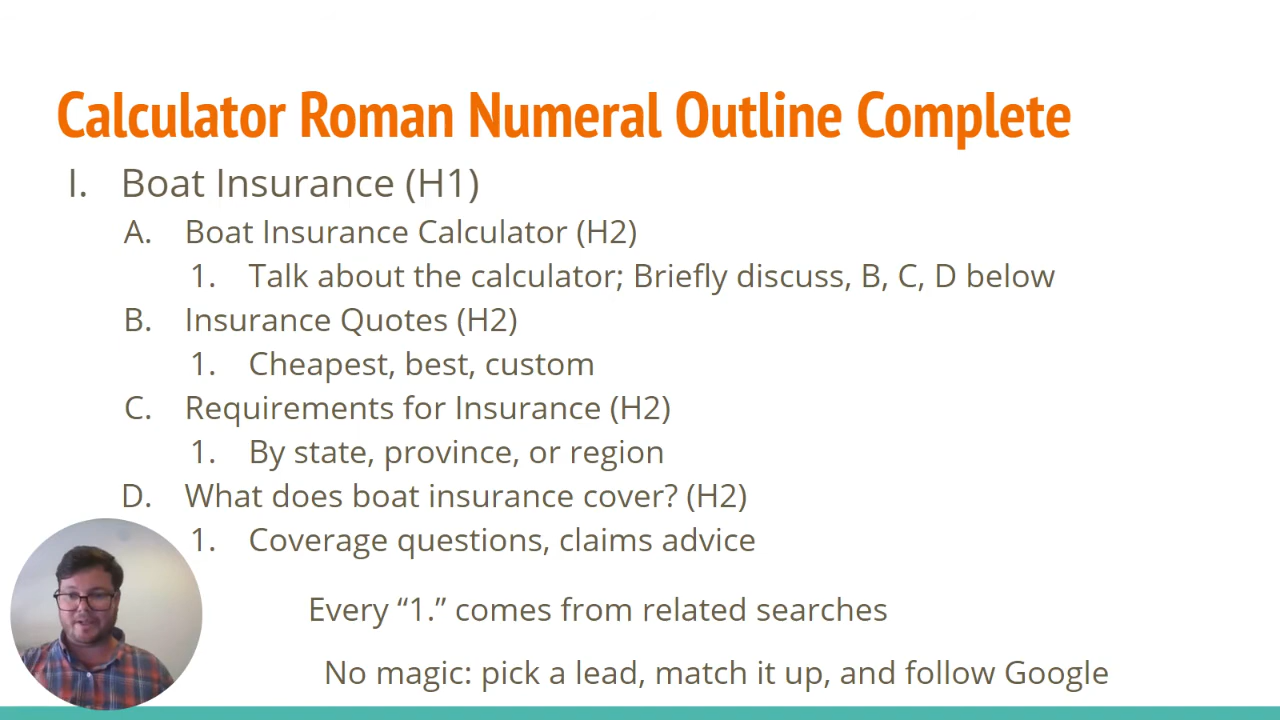 Calculator Roman Numeral Outline Complete
I. Boat Insurance (H1)
A. Boat Insurance Calculator (H2)
1. Talk about the calculator; Briefly discuss, B, C, D below
B. Insurance Quotes (H2)
1. Cheapest, best, custom
C. Requirements for Insurance (H2)
1. By state, province, or region
D. What does boat insurance cover? (H2)
1. Coverage questions, claims advice
Every “1.” comes from related searches
No magic: pick a lead, match it up, and follow Google